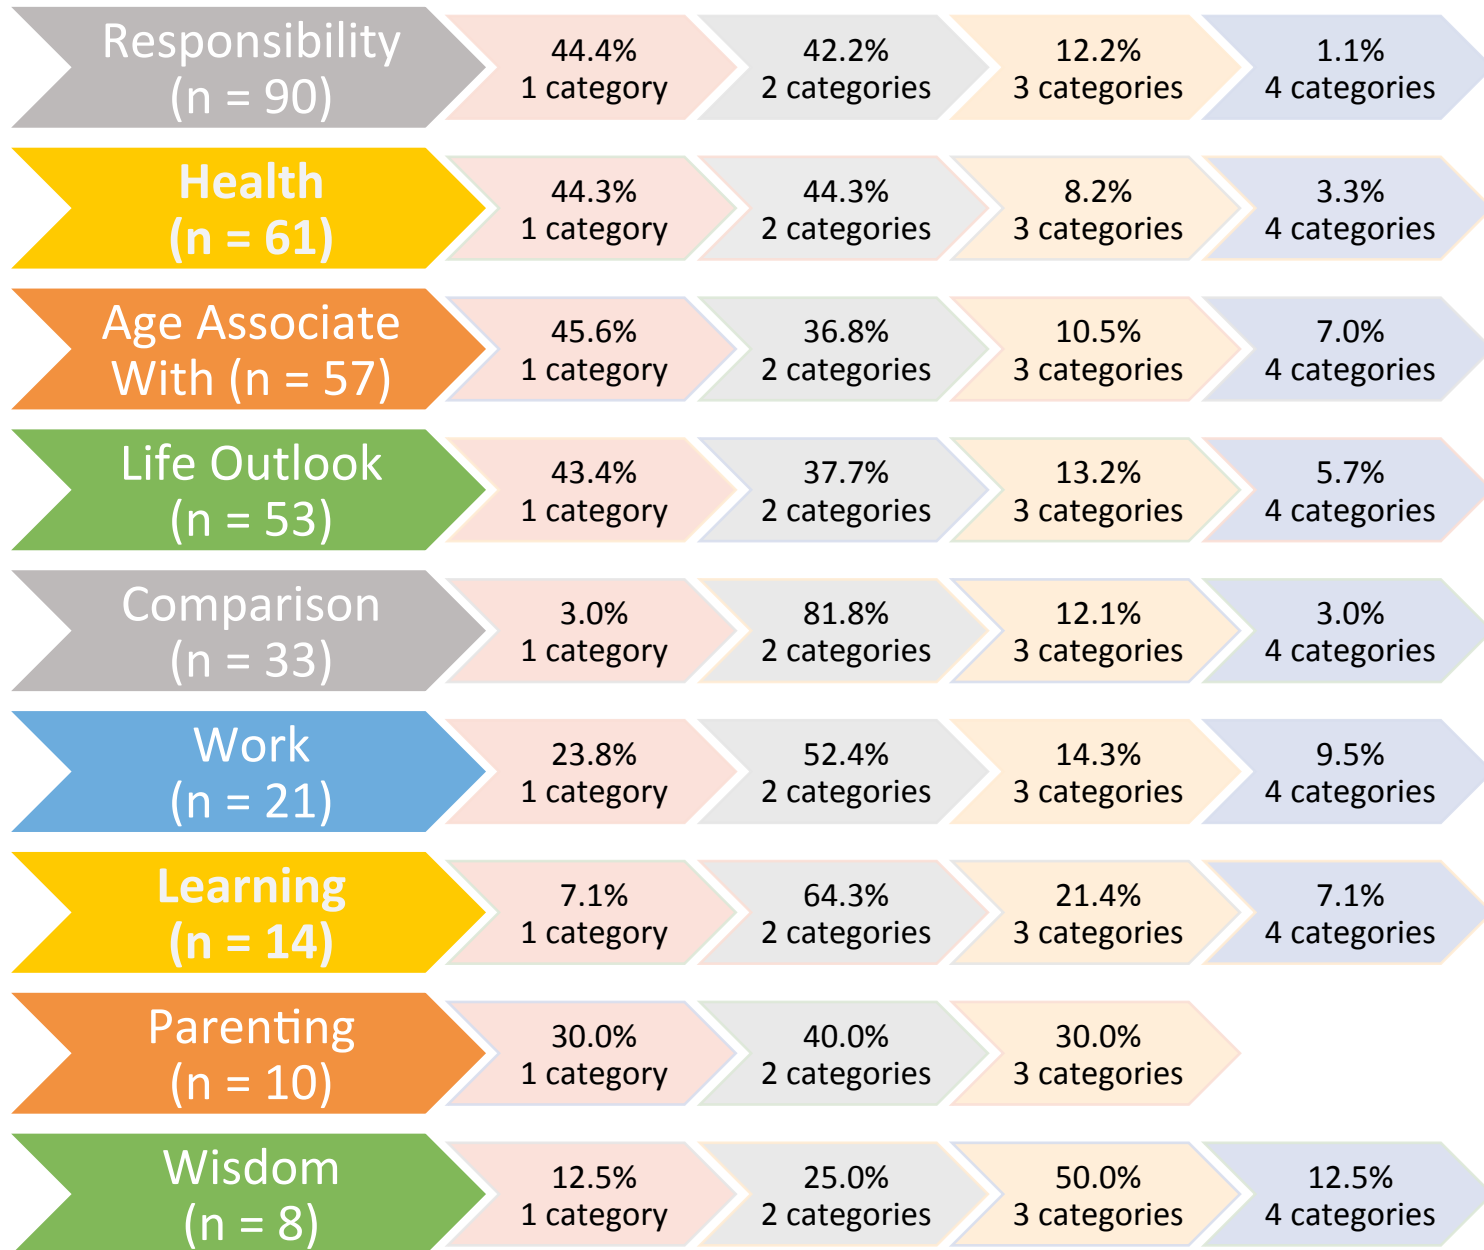 Responsibility
(n = 90)
44.4%
1 category
42.2%
2 categories
12.2%
3 categories
1.1%
4 categories
Health
(n = 61)
44.3%
1 category
44.3%
2 categories
8.2%
3 categories
3.3%
4 categories
Age Associate
With (n = 57)
45.6%
1 category
36.8%
2 categories
10.5%
3 categories
7.0%
4 categories
Life Outlook
(n = 53)
43.4%
1 category
37.7%
2 categories
13.2%
3 categories
5.7%
4 categories
Comparison
(n = 33)
3.0%
1 category
81.8%
2 categories
12.1%
3 categories
3.0%
4 categories
Work
(n = 21)
23.8%
1 category
52.4%
2 categories
14.3%
3 categories
9.5%
4 categories
Learning
(n = 14)
7.1%
1 category
64.3%
2 categories
21.4%
3 categories
7.1%
4 categories
Parenting
(n = 10)
30.0%
1 category
40.0%
2 categories
30.0%
3 categories
Wisdom
(n = 8)
12.5%
1 category
25.0%
2 categories
50.0%
3 categories
12.5%
4 categories